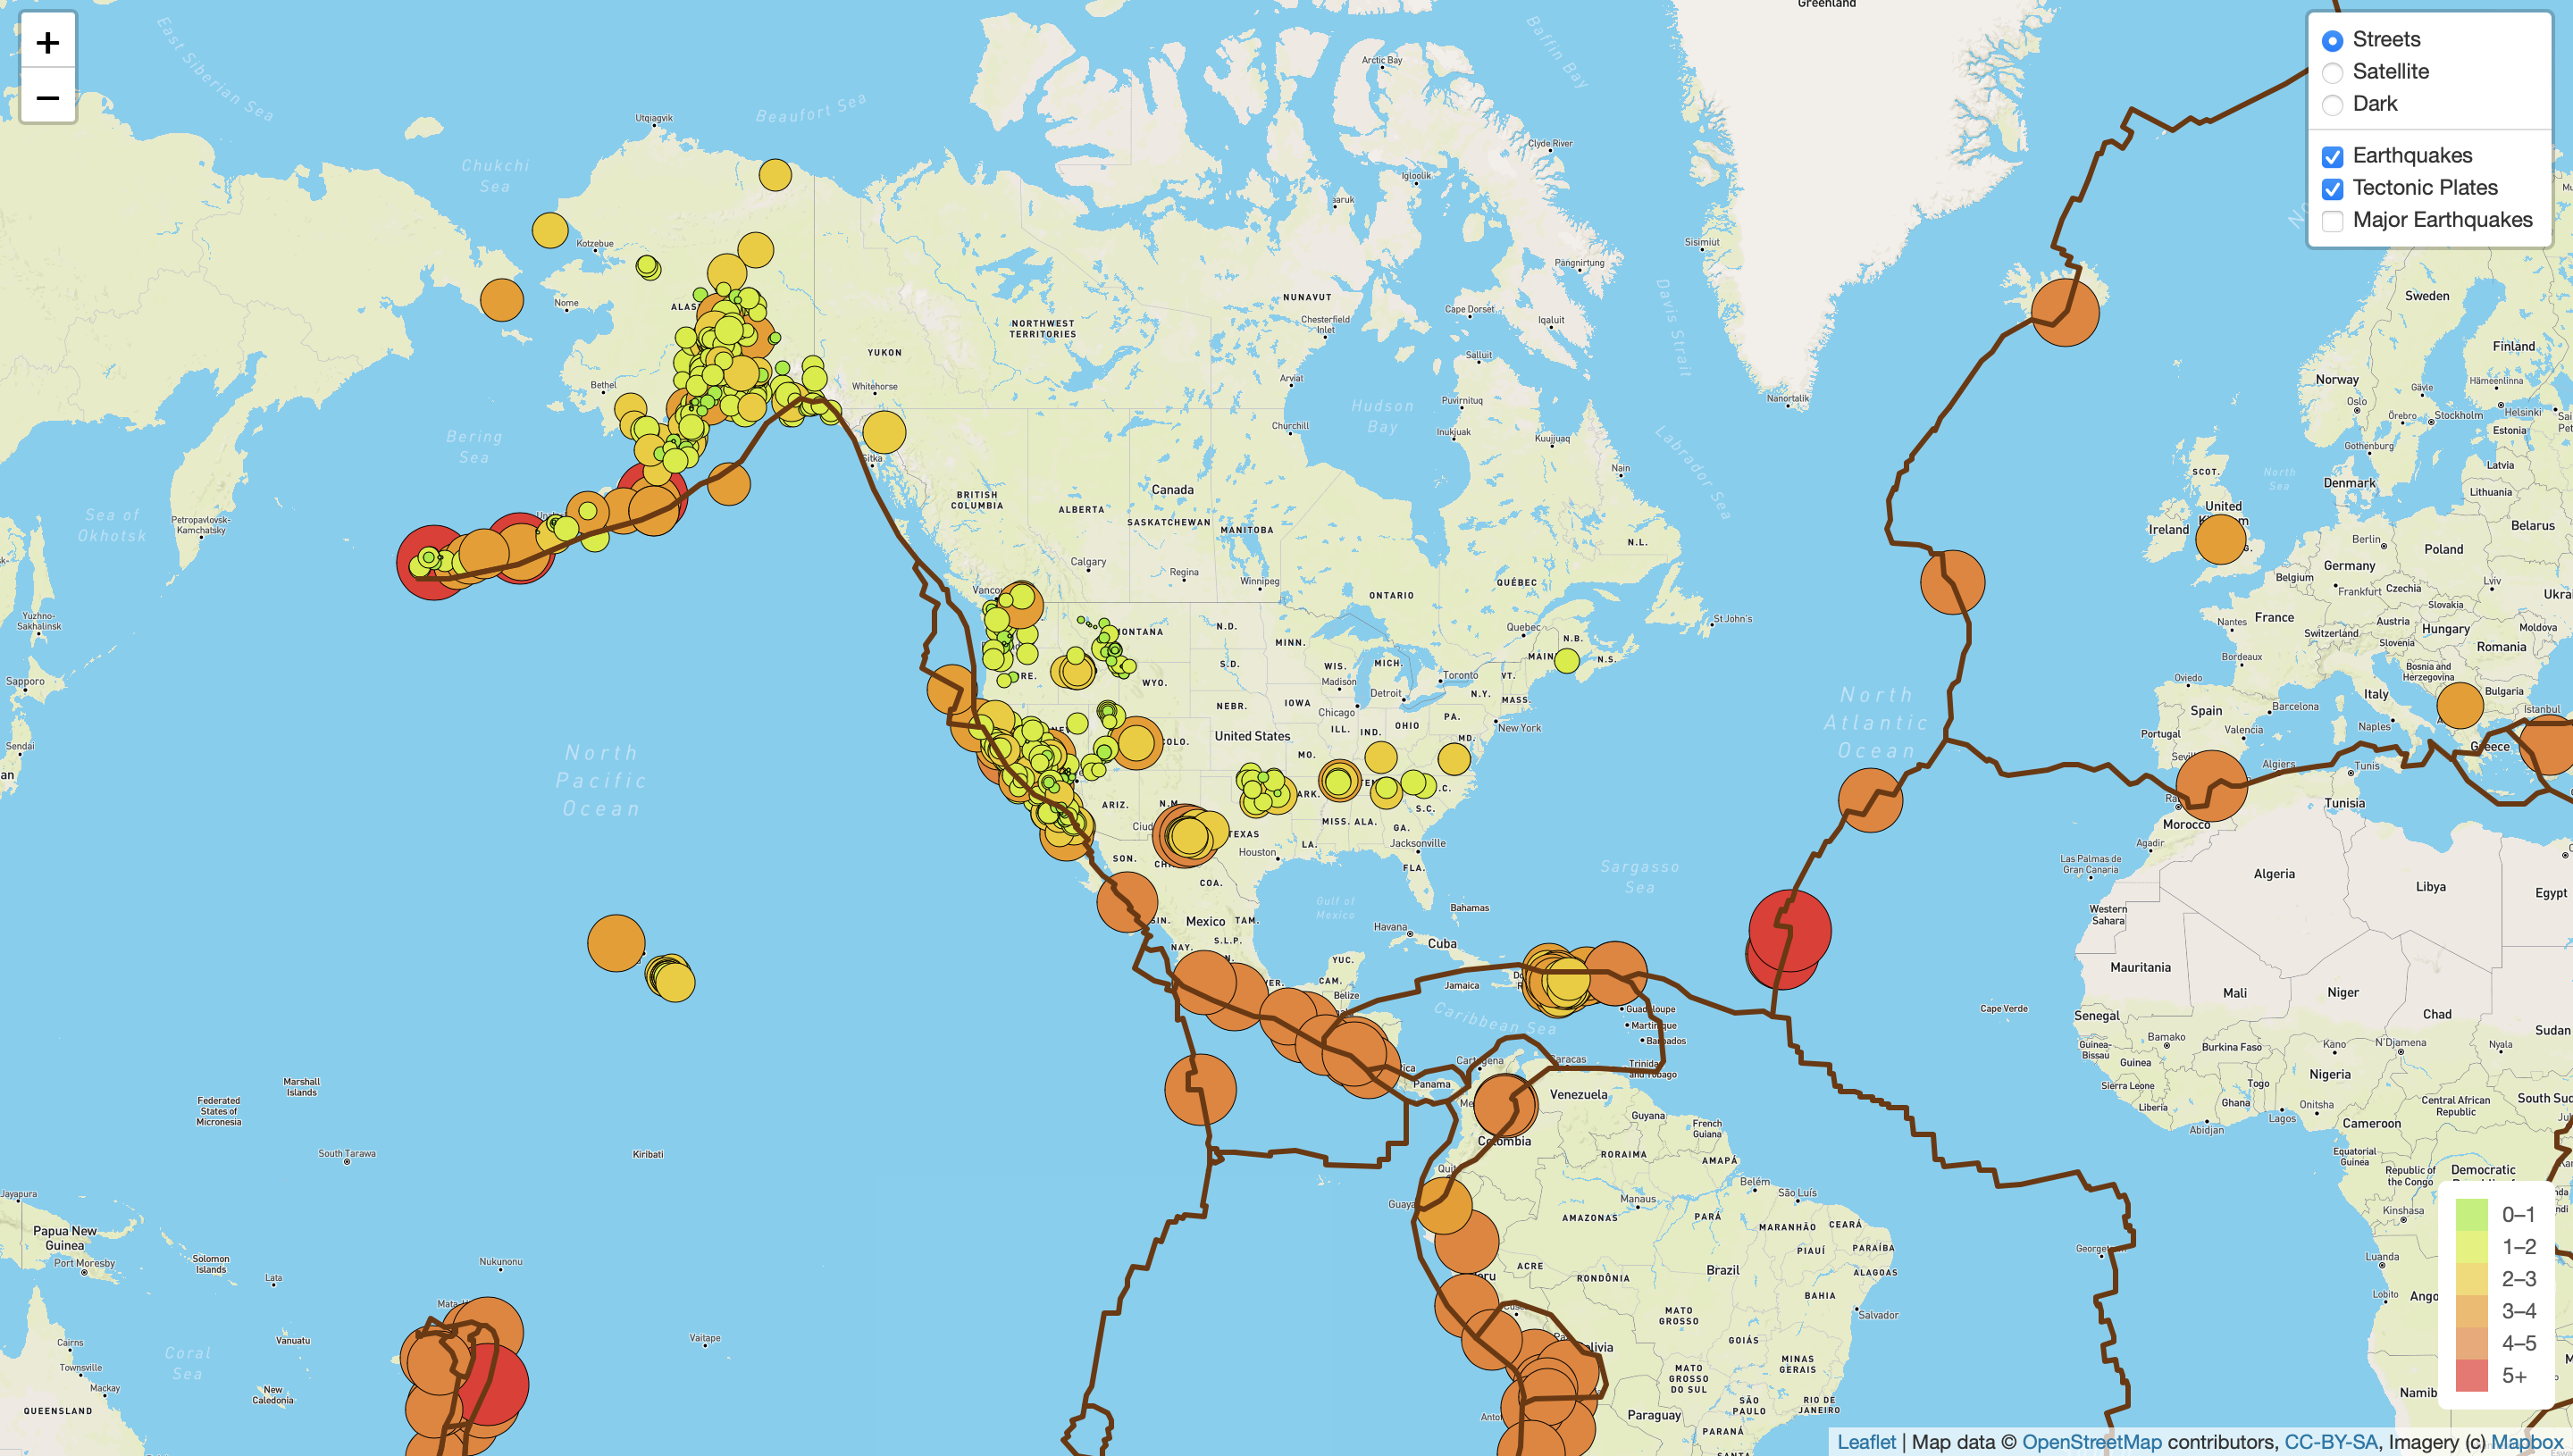 Greenland
East Siberian Sea
Beaufort Sea
Baffin Bay
Arctic Bay
Utqiagvik
Clyde River
Chukchi
Sea
Igloolik
Kotzebue
Sisimiut
Pangnirtung
Nome
NUNAVUT
Chesterfield
Inlet
Cape Dorset
Iqaluit
Davis Strait
NORTHWEST
TERRITORIES
YUKON
Salluit
Whitehorse
Bethel
Arviat
Puvirnituq
Nanortalik
Hudson
Bay
Churchill
Inukjuak
Kuujjuaq
Labrador Sea
Bering
Sea
Sitka
Nain
Canada
BRITISH
COLUMBIA
ALBERTA
SASKATCHEWAN
MANITOBA
Sea of
Okhotsk
Petropavlovsk-
Kamchatsky
N.L.
Calgary
Regina
Winnipeg
QUÉBEC
ONTARIO
St John's
Yuzhno-
Sakhalinsk
Quebec
N.B.
N.S.
N.D.
MINN.
S.D.
WIS.
MICH.
Madison
Toronto
VT.
Detroit
N.Y.
MASS.
WYO.
Sapporo
IOWA
NEBR.
Chicago
PA.
New York
OHIO
ILL.
IND.
MD.
United States
MO.
Sendai
North
Pacific
Ocean
ARIZ.
N.M.
S.C.
MISS.
ALA.
GA.
TEXAS
LA.
Jacksonville
Houston
SON.
FLA.
COA.
Gulf of
Mexico
Bahamas
Sargasso
Sea
Mexico
TAM.
Havana
Cuba
NAY.
S.L.P.
YUC.
CAM.
Belize
Jamaica
Caribbean Sea
Guadeloupe
Martinique
Barbados
Trinidad
and Tobago
Caracas
Cartagena
Panama
Venezuela
Guyana
French
Guiana
Colombia
RORAIMA
AMAPÁ
Belém
São Luís
Manaus
AMAZONAS
PARÁ
MARANHÃO
CEARÁ
PIAUÍ
PARAÍBA
ACRE
RONDÔNIA
Brazil
ALAGOAS
BAHIA
MATO
GROSSO
Salvador
GOIÁS
MATO
GROSSO
DO SUL
MINAS
GERAIS
SÃO
PAULO
RIO DE
JANEIRO
Paraguay
PARANÁ
Marshall
Islands
Federated
States of
Micronesia
South Tarawa
Kiribati
Jayapura
Papua New
Guinea
Port Moresby
Solomon
Islands
Lata
Nukunonu
Cairns
Townsville
Mackay
Coral
Sea
Vanuatu
Vaitape
New
Caledonia
QUEENSLAND
Sweden
Finland
Norway
Gävle
Hämeenlinna
Oslo
Örebro
Stockholm
Helsinki
Estonia
Gothenburg
Latvia
SCOT.
North
Sea
Denmark
Lithuania
United
Ireland
Belarus
Berlin
Poland
Germany
Belgium
Frankfurt
Czechia
Lviv
Slovakia
France
Nantes
Austria
Hungary
Moldova
Switzerland
Slovenia
Romania
Bordeaux
Bosnia and
Herzegovina
Oviedo
Italy
Bulgaria
Spain
Barcelona
Istanbul
Naples
Portugal
Valencia
Greece
North
Atlantic
Ocean
Algiers
Tunis
Tunisia
Morocco
Agadir
Las Palmas de
Gran Canaria
Algeria
Libya
Egypt
Western
Sahara
Mauritania
Mali
Niger
Cape Verde
Senegal
Chad
Sudan
Bamako
Kano
N'Djamena
Guinea-
Bissau
Burkina Faso
Nyala
Guinea
Nigeria
Sierra Leone
Togo
Ghana
Onitsha
Central African
Republic
Liberia
Lagos
Abidjan
Cameroon
Equatorial
Guinea
Republic of
the Congo
Democratic
Kinshasa
Luanda
Lobito
+
−
Streets
Satellite
Dark
Earthquakes
Tectonic Plates
Major Earthquakes
0–1
1–2
2–3
3–4
4–5
5+
Leaflet | Map data © OpenStreetMap contributors, CC-BY-SA, Imagery (c) Mapbox